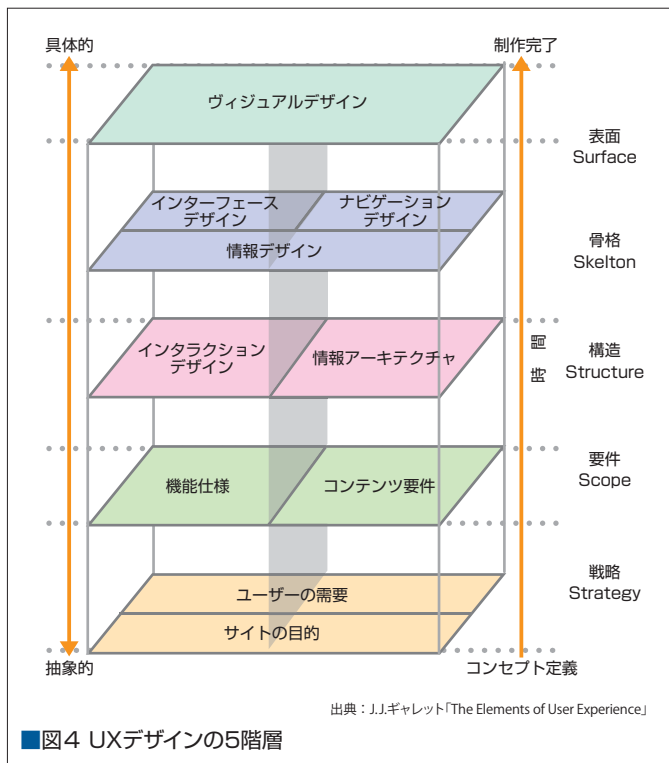 具体的
制作完了
ヴィジュアルデザイン
表面
Surface
インターフェース
デザイン
ナビゲーション
デザイン
情報デザイン
骨格
Skelton
インタラクション
デザイン
情報アーキテクチャ
時間
構造
Structure
機能仕様
コンテンツ要件
要件
Scope
ユーザーの需要
サイトの目的
戦略
Strategy
抽象的
コンセプト定義
出典：J.J.ギャレット「The Elements of User Experience」
■図4 UXデザインの5階層